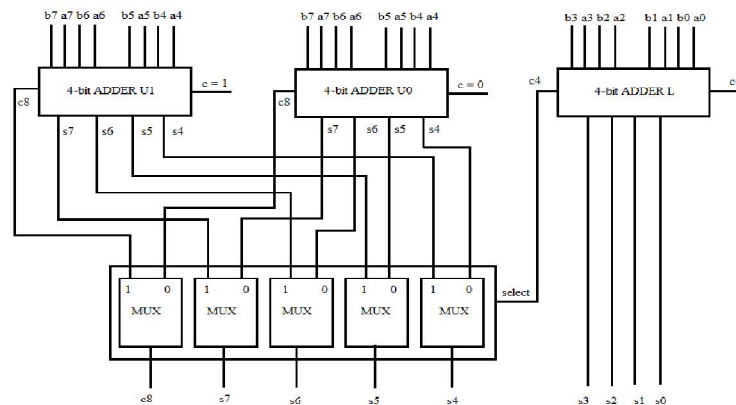 b7 a7 b6 a6 b5 a5 b4 a4 b7 a7 b6 a6 b5 a5 b4 a4 b3 a3 b2 a2 b1 a1 b0 a0
4-bit ADDER U1 c = 1 4-bit ADDER U0 c = 0 c4 4-bit ADDER L
c8 c8
s7 s6 s5 s4 s7 s6 s5 s4
1 0 1 0 1 0 1 0 1 0 select
MUX MUX MUX MUX MUX
c8 s7 s6 s5 s4 s3 s2 s1 s0